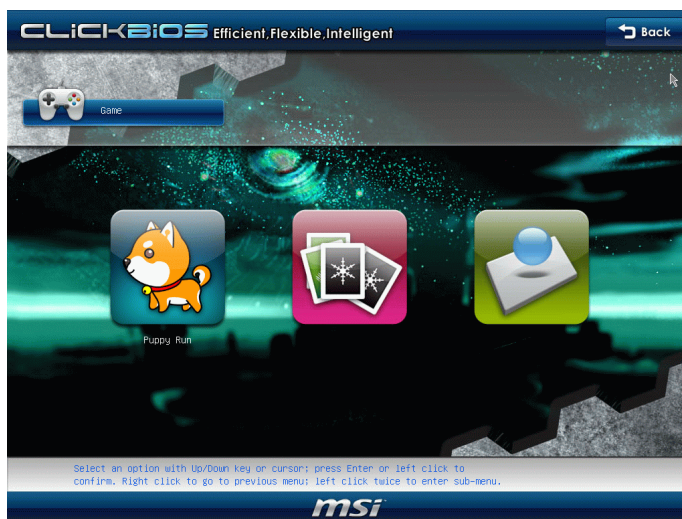 CLiCKBIOS Efficient,Flexible,Intelligent
Back
Game
Puppy Run
Select an option with Up/Down key or cursor; press Enter or left click to
confirm. Right click to go to previous menu; left click twice to enter sub-menu.
msi